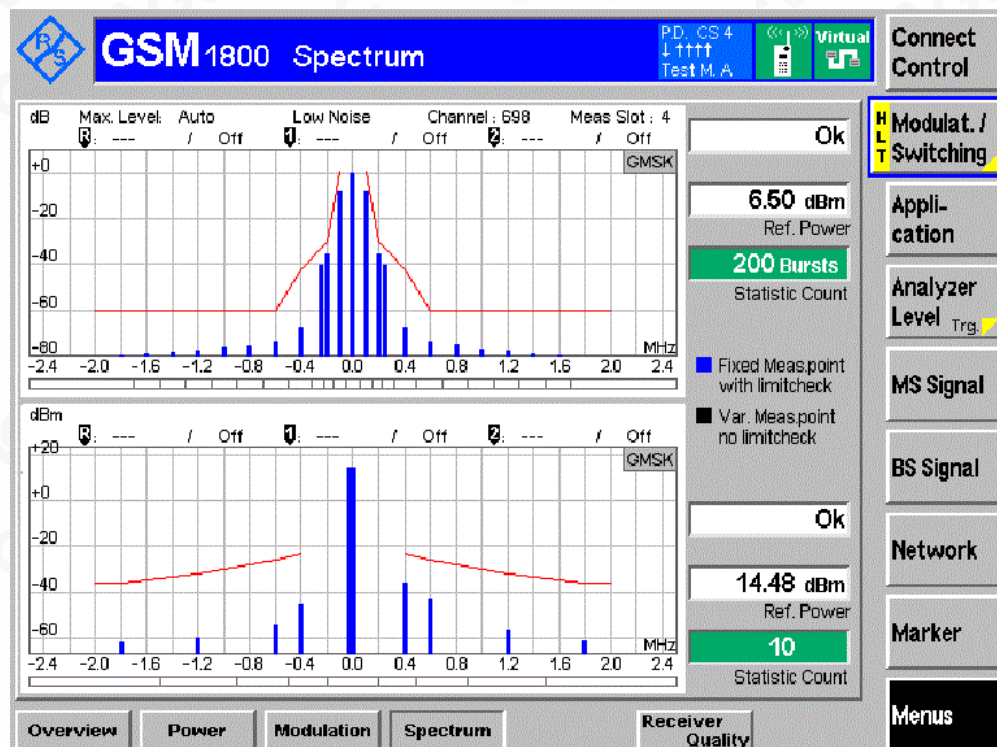 R S
GSM 1800 Spectrum
P.D. CS 4
Test M. A
Virtual
Connect Control
dB Max. Level: Auto Low Noise Channel : 698 Meas Slot : 4
R: --- / Off 1: --- / Off 2: --- / Off
GMSK
+0
-20
-40
-60
-80
MHz
-2.4 -2.0 -1.6 -1.2 -0.8 -0.4 0.0 0.4 0.8 1.2 1.6 2.0 2.4
Ok
6.50 dBm
Ref. Power
200 Bursts
Statistic Count
Fixed Meas.point
with limitcheck
Var. Meas.point
no limitcheck
dBm
R: --- / Off 1: --- / Off 2: --- / Off
GMSK
+20
+0
-20
-40
-60
MHz
-2.4 -2.0 -1.6 -1.2 -0.8 -0.4 0.0 0.4 0.8 1.2 1.6 2.0 2.4
Ok
14.48 dBm
Ref. Power
10
Statistic Count
HLT
Modulat. /
Switching
Appli-
cation
Analyzer
Level Trg.
MS Signal
BS Signal
Network
Marker
Menus
Overview
Power
Modulation
Spectrum
Receiver
Quality